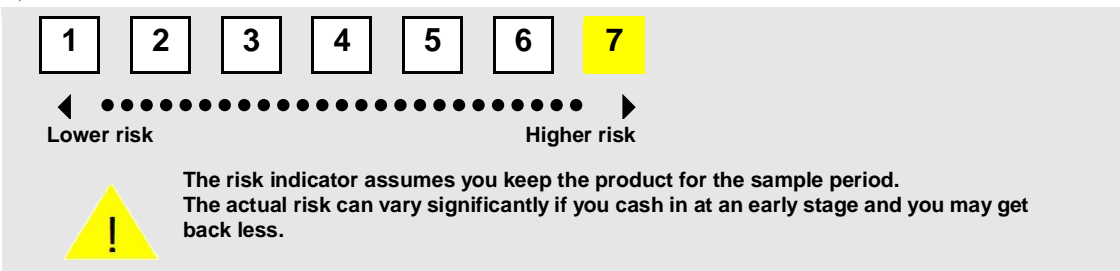 1 2 3 4 5 6 7
Lower risk Higher risk
The risk indicator assumes you keep the product for the sample period.
The actual risk can vary significantly if you cash in at an early stage and you may get
back less.
!